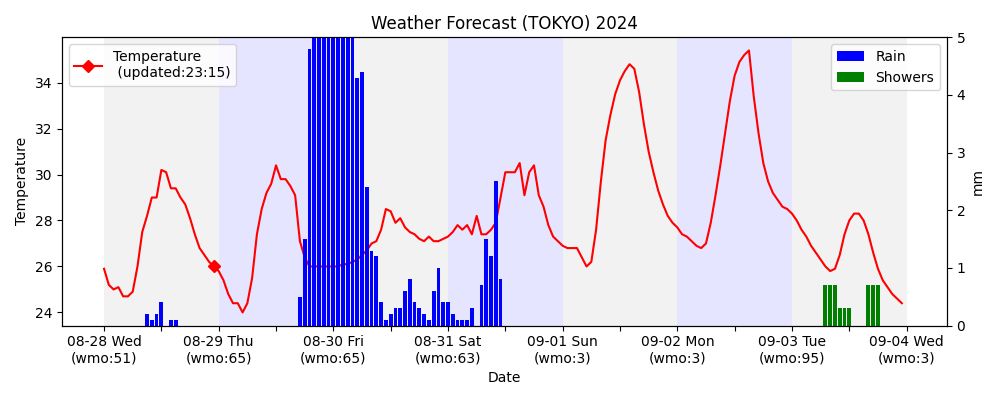 Weather Forecast (TOKYO) 2024
Temperature
(updated:23:15)
Rain
Showers
Temperature
34
32
30
28
26
24
5
4
3
2
1
0
mm
08-28 Wed
(wmo:51)
08-29 Thu
(wmo:65)
08-30 Fri
(wmo:65)
08-31 Sat
(wmo:63)
09-01 Sun
(wmo:3)
09-02 Mon
(wmo:3)
09-03 Tue
(wmo:95)
09-04 Wed
(wmo:3)
Date